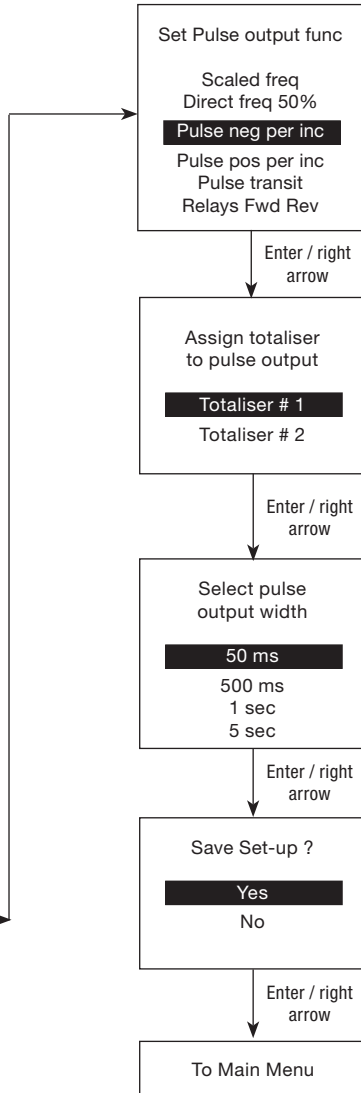 Set Pulse output func
Scaled freq
Direct freq 50%
Pulse neg per inc
Pulse pos per inc
Pulse transit
Relays Fwd Rev
Enter / right
arrow
Assign totaliser
to pulse output
Totaliser # 1
Totaliser # 2
Enter / right
arrow
Select pulse
output width
50 ms
500 ms
1 sec
5 sec
Enter / right
arrow
Save Set-up ?
Yes
No
Enter / right
arrow
To Main Menu